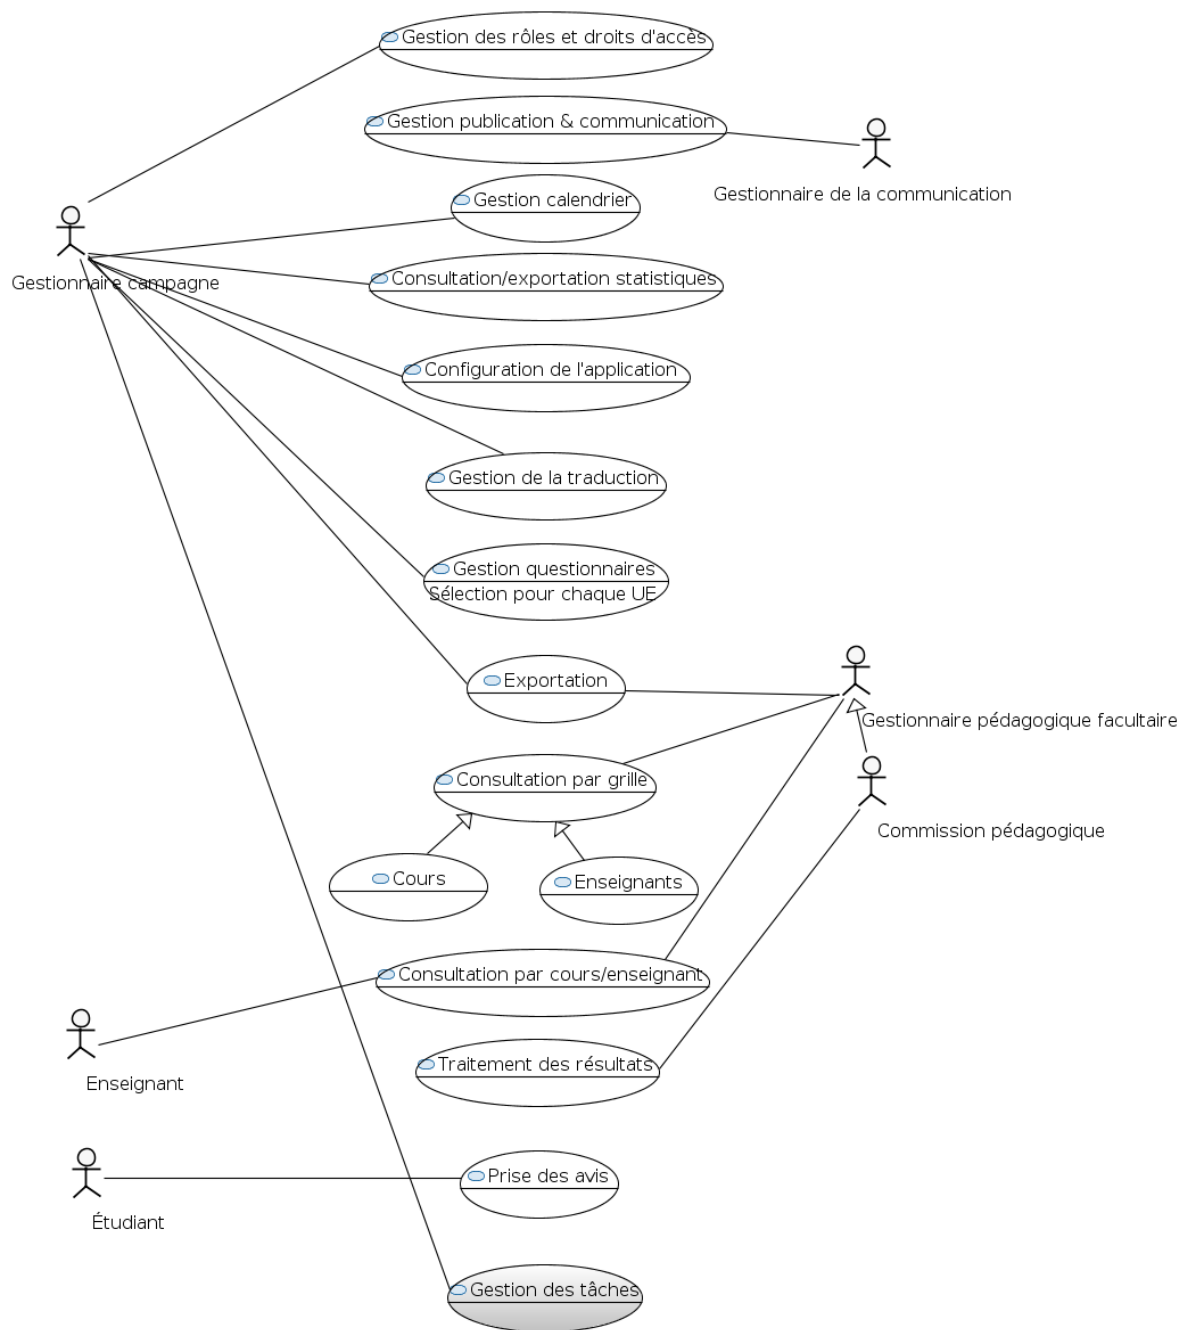 Gestion des rôles et droits d'accès
Gestion publication & communication
Gestionnaire de la communication
Gestion calendrier
Gestionnaire campagne
Consultation/exportation statistiques
Configuration de l'application
Gestion de la traduction
Gestion questionnaires
Sélection pour chaque UE
Exportation
Gestionnaire pédagogique facultaire
Consultation par grille
Commission pédagogique
Cours
Enseignants
Consultation par cours/enseignant
Traitement des résultats
Enseignant
Prise des avis
Étudiant
Gestion des tâches